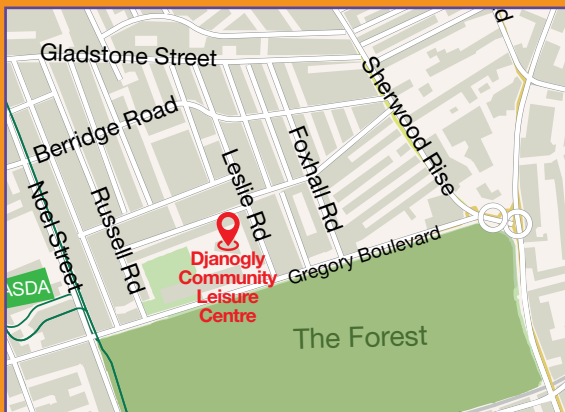 Gladstone Street
Sherwood Rise
Berridge Road
Foxhall Rd
Leslie Rd
Noel Street
Russell Rd
Djanogly
Community
Leisure
Centre
Gregory Boulevard
ASDA
The Forest